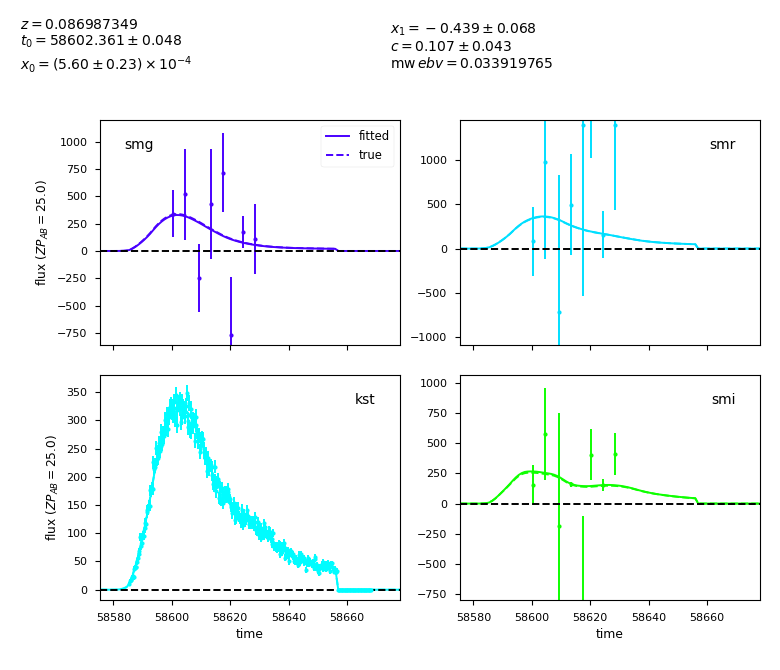 z = 0.086987349
t0 = 58602.361 ± 0.048
x0 = (5.60 ± 0.23) × 10^−4
x1 = −0.439 ± 0.068
c = 0.107 ± 0.043
mw ebv = 0.033919765
smg
fitted
true
1000
750
500
250
0
−250
−500
−750
flux (ZP_AB = 25.0)
smr
1000
500
0
−500
−1000
kst
350
300
250
200
150
100
50
0
flux (ZP_AB = 25.0)
58580 58600 58620 58640 58660
time
smi
1000
750
500
250
0
−250
−500
−750
58580 58600 58620 58640 58660
time